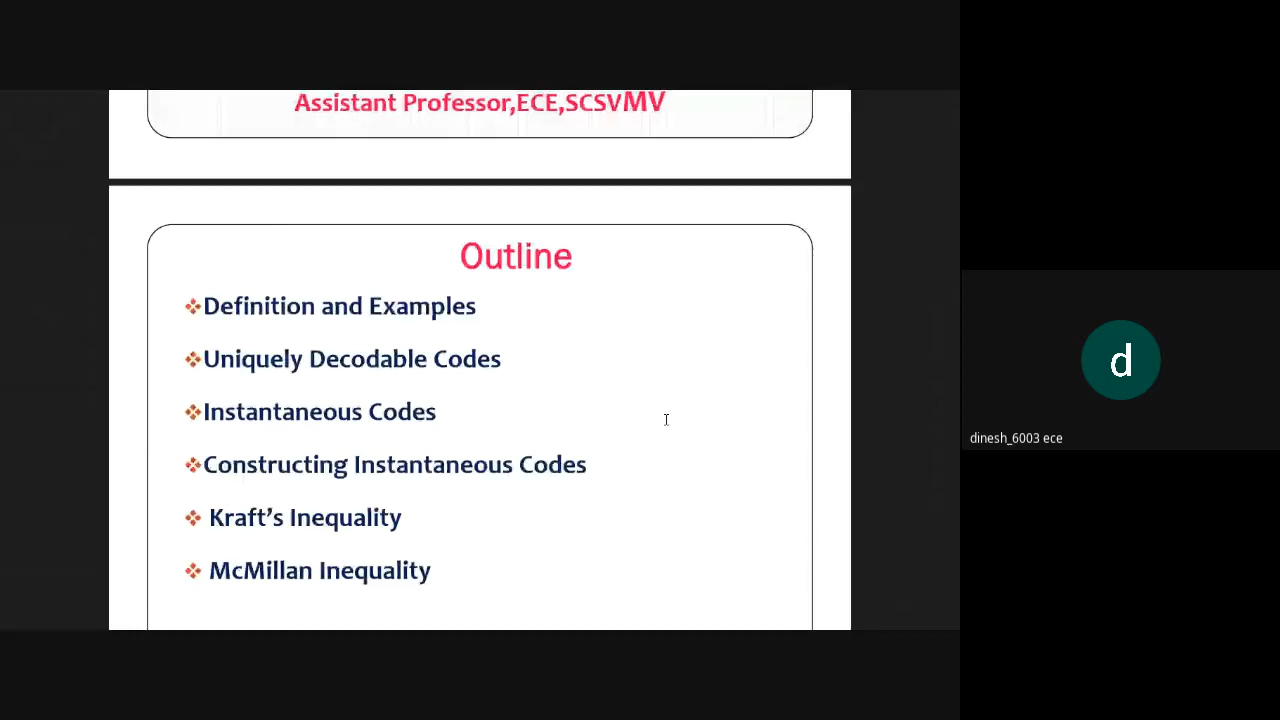 Assistant Professor,ECE,SCSVMV
Outline
Definition and Examples
Uniquely Decodable Codes
Instantaneous Codes
Constructing Instantaneous Codes
Kraft’s Inequality
McMillan Inequality
d
dinesh_6003 ece